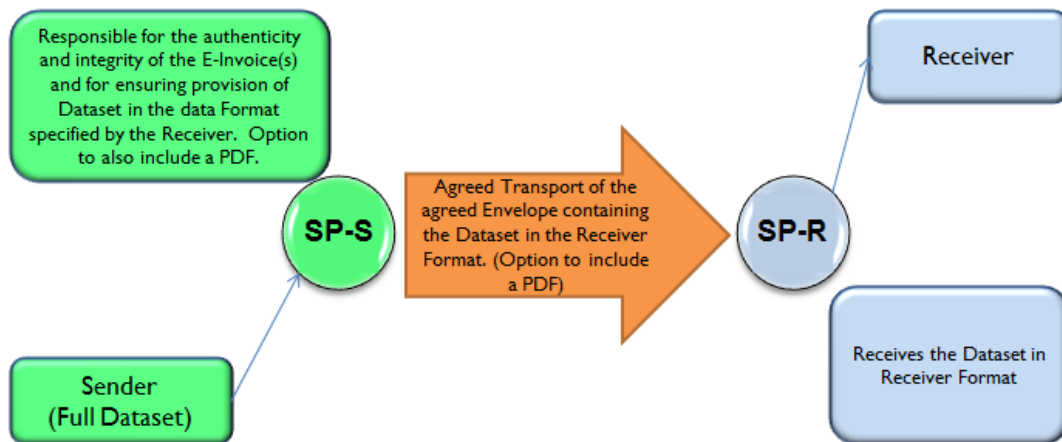 Responsible for the authenticity
and integrity of the E-Invoice(s)
and for ensuring provision of
Dataset in the data Format
specified by the Receiver.  Option
to also include a PDF.
Receiver
SP-S
Agreed Transport of the
agreed Envelope containing
the Dataset in the Receiver
Format. (Option to include
a PDF)
SP-R
Sender
(Full Dataset)
Receives the Dataset in
Receiver Format